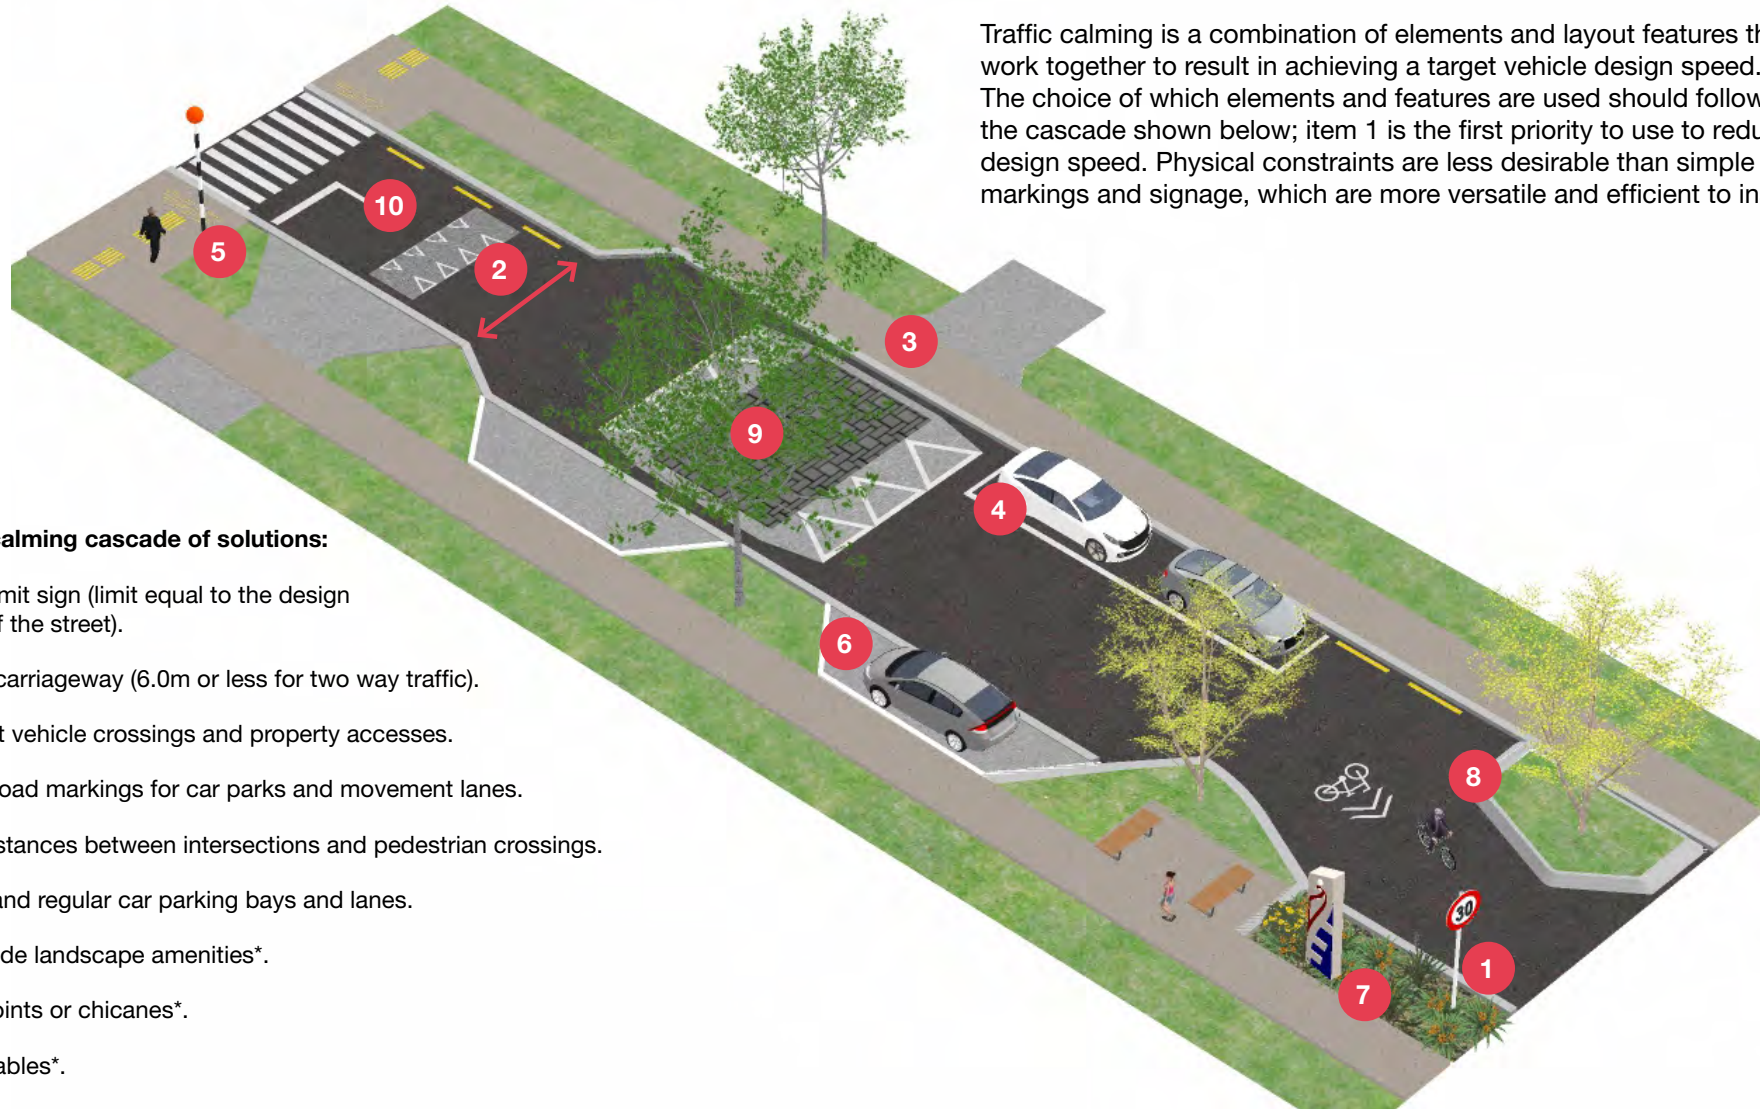 Traffic calming is a combination of elements and layout features th
work together to result in achieving a target vehicle design speed.
The choice of which elements and features are used should follow
the cascade shown below; item 1 is the first priority to use to redu
design speed. Physical constraints are less desirable than simple
markings and signage, which are more versatile and efficient to in
10
5
2
3
9
4
6
8
30
1
7
calming cascade of solutions:
mit sign (limit equal to the design
f the street).
carriageway (6.0m or less for two way traffic).
t vehicle crossings and property accesses.
oad markings for car parks and movement lanes.
stances between intersections and pedestrian crossings.
and regular car parking bays and lanes.
de landscape amenities*.
oints or chicanes*.
ables*.